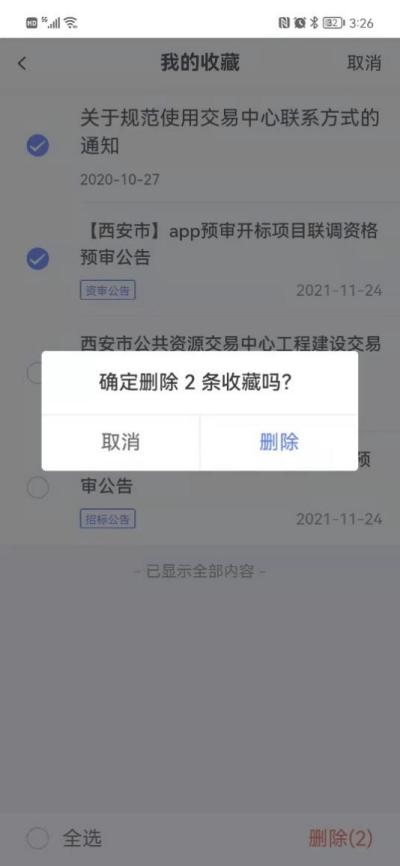 HD 5G 82 3:26
我的收藏 取消
关于规范使用交易中心联系方式的
通知
2020-10-27
【西安市】app预审开标项目联调资格
预审公告
资审公告 2021-11-24
西安市公共资源交易中心工程建设交易
确定删除 2 条收藏吗？
取消 删除
预
审公告
招标公告 2021-11-24
- 已显示全部内容 -
全选 删除(2)